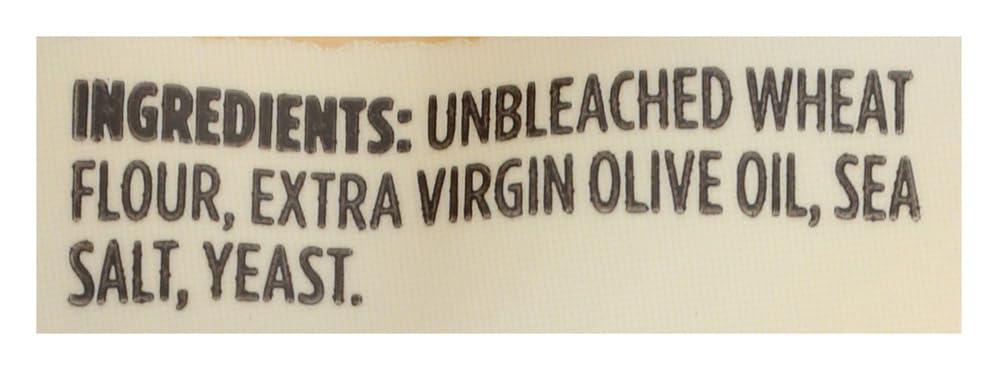 INGREDIENTS: UNBLEACHED WHEAT
FLOUR, EXTRA VIRGIN OLIVE OIL, SEA
SALT, YEAST.